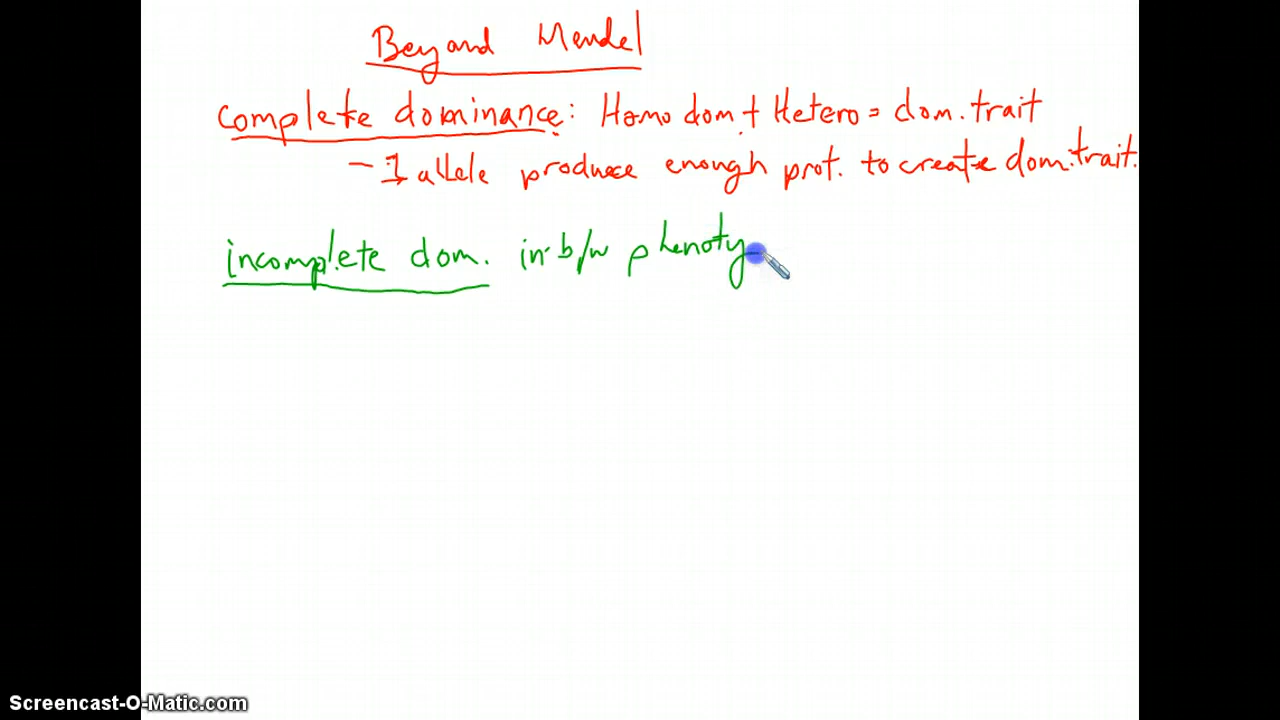 Beyond Mendel
complete dominance: Homo dom + Hetero = dom. trait
- 1 allele produce enough prot. to create dom. trait.
incomplete dom. in b/w phenoty
Screencast-O-Matic.com